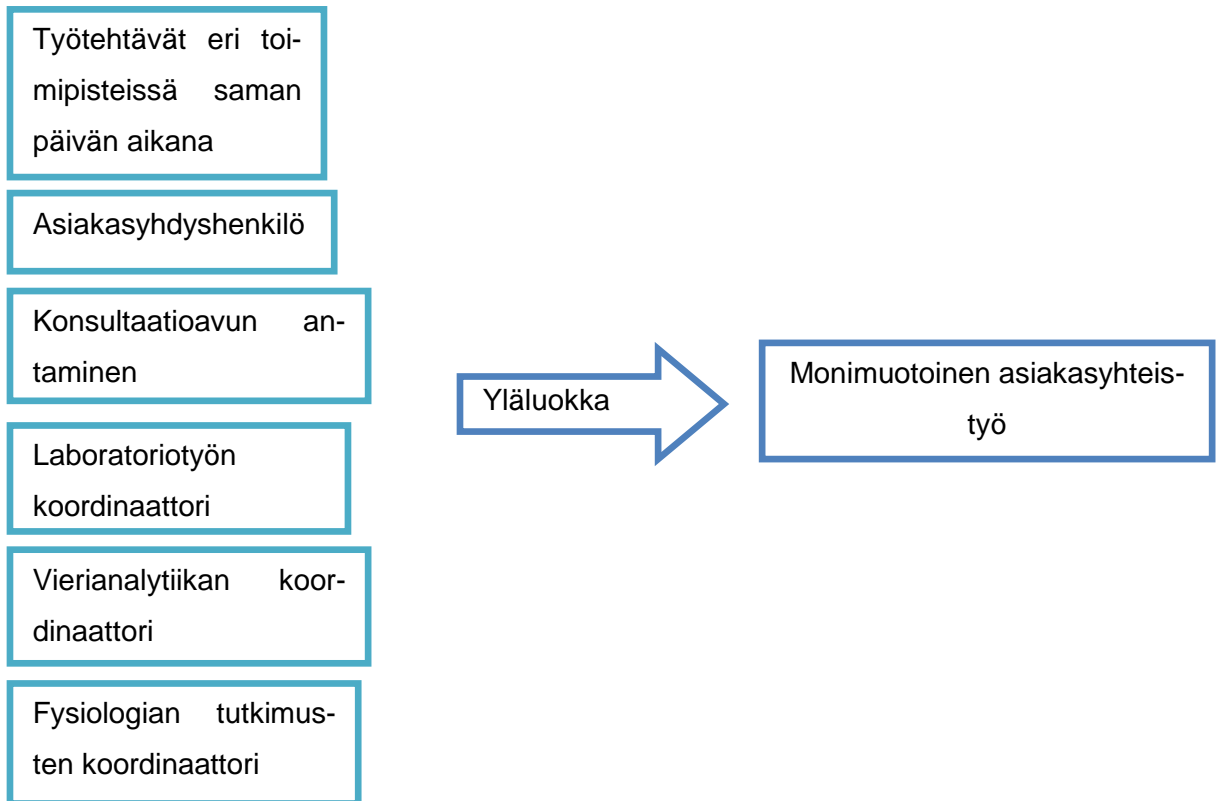 Työtehtävät eri toi-
mipisteissä saman
päivän aikana
Asiakasyhdyshenkilö
Konsultaatioavun an-
taminen
Laboratoriotyön
koordinaattori
Vierianalytiikan koor-
dinaattori
Fysiologian tutkimus-
ten koordinaattori
Yläluokka
Monimuotoinen asiakasyhteis-
työ